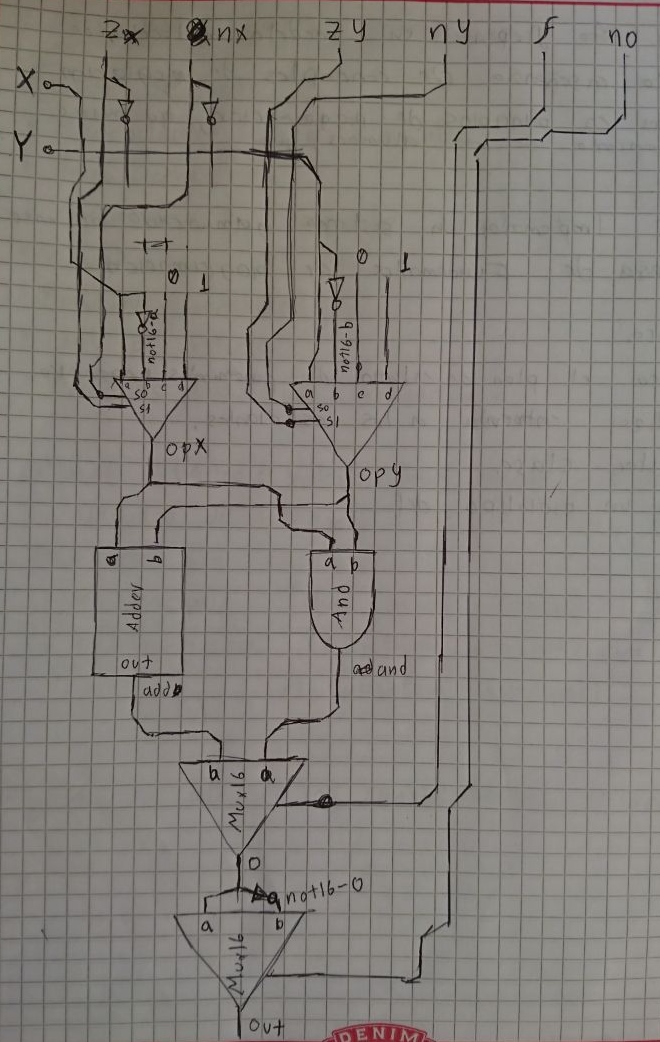 zx nx zy ny f no
X
Y
0 1
0 1
not16-a
not16-b
a b c d
s0
s1
a b c d
s0
s1
opX
opY
a b
Adder
out
a b
And
addo
and
b a
Mux16
O
not16-O
a b
Mux16
out
DENIM